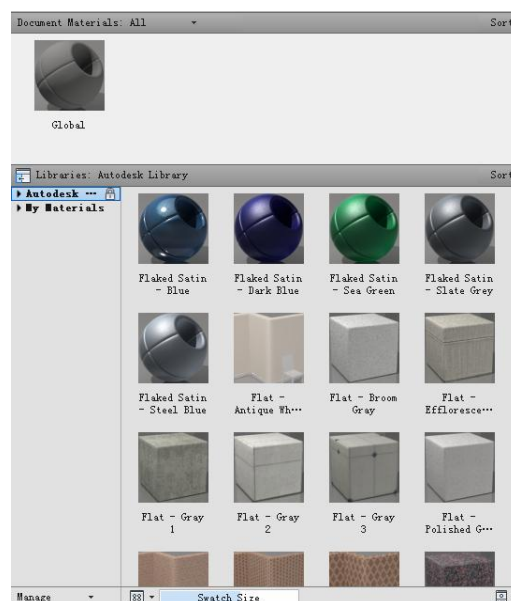 Document Materials: All
Sort
Global
Libraries: Autodesk Library
Sort
Autodesk ···
My Materials
Flaked Satin
- Blue
Flaked Satin
- Dark Blue
Flaked Satin
- Sea Green
Flaked Satin
- Slate Grey
Flaked Satin
- Steel Blue
Flat -
Antique Wh···
Flat - Broom
Gray
Flat -
Effloresce···
Flat - Gray
1
Flat - Gray
2
Flat - Gray
3
Flat -
Polished G···
Manage
Swatch Size